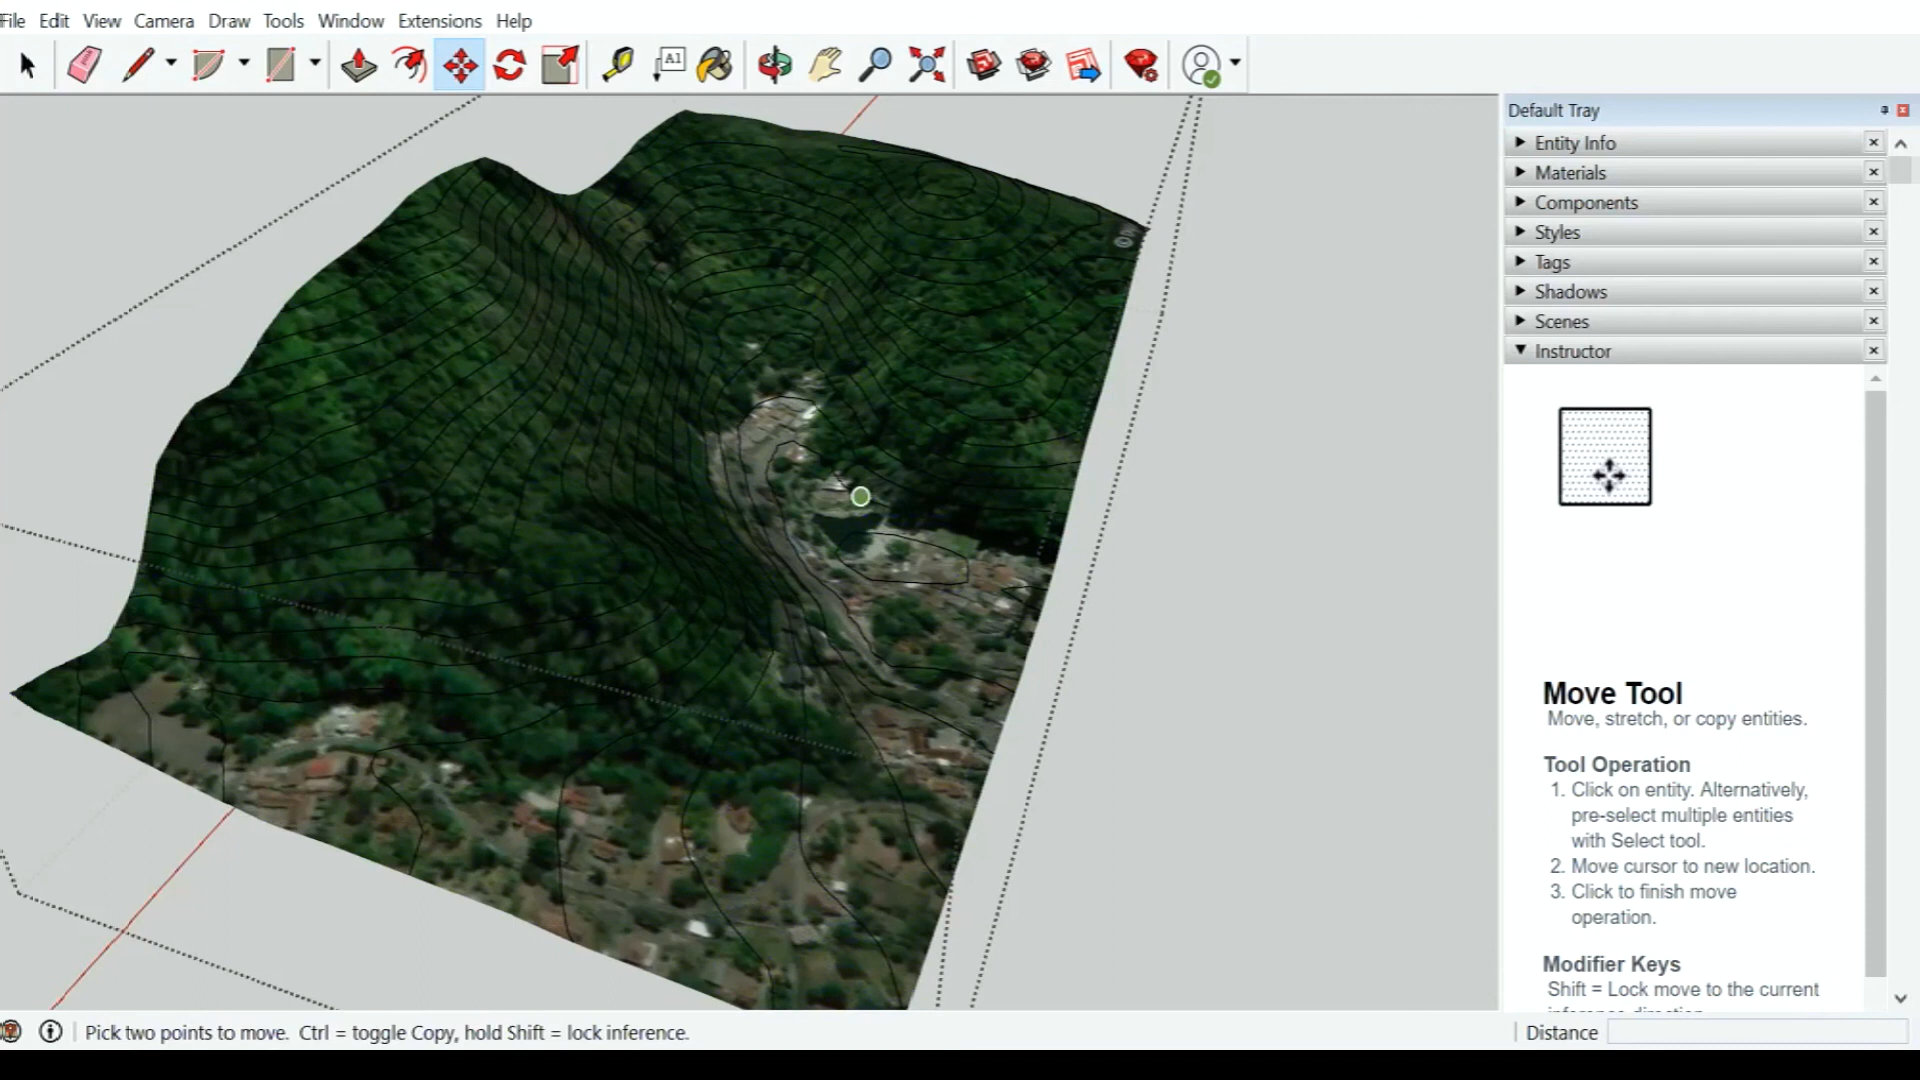 File Edit View Camera Draw Tools Window Extensions Help
A1
Default Tray
Entity Info
Materials
Components
Styles
Tags
Shadows
Scenes
Instructor
Move Tool
Move, stretch, or copy entities.
Tool Operation
1. Click on entity. Alternatively,
pre-select multiple entities
with Select tool.
2. Move cursor to new location.
3. Click to finish move
operation.
Modifier Keys
Shift = Lock move to the current
Pick two points to move. Ctrl = toggle Copy, hold Shift = lock inference.
Distance